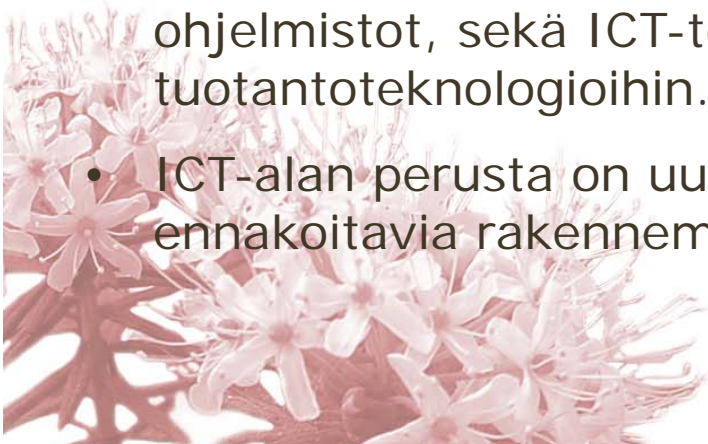 ohjelmistot, sekä ICT-t
tuotantoteknologioihin.
• ICT-alan perusta on uu
ennakoitavia rakennem